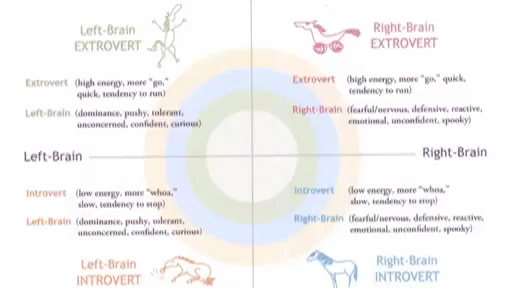 Left-Brain
EXTROVERT
Right-Brain
EXTROVERT
Extrovert (high energy, more "go,"
quick, tendency to run)
Left-Brain (dominance, pushy, tolerant,
unconcerned, confident, curious)
Extrovert (high energy, more "go," quick,
tendency to run)
Right-Brain (fearful/nervous, defensive, reactive,
emotional, unconfident, spooky)
Left-Brain
Right-Brain
Introvert (low energy, more "whoa,"
slow, tendency to stop)
Left-Brain (dominance, pushy, tolerant,
unconcerned, confident, curious)
Introvert (low energy, more "whoa,"
slow, tendency to stop)
Right-Brain (fearful/nervous, defensive, reactive,
emotional, unconfident, spooky)
Left-Brain
INTROVERT
Right-Brain
INTROVERT